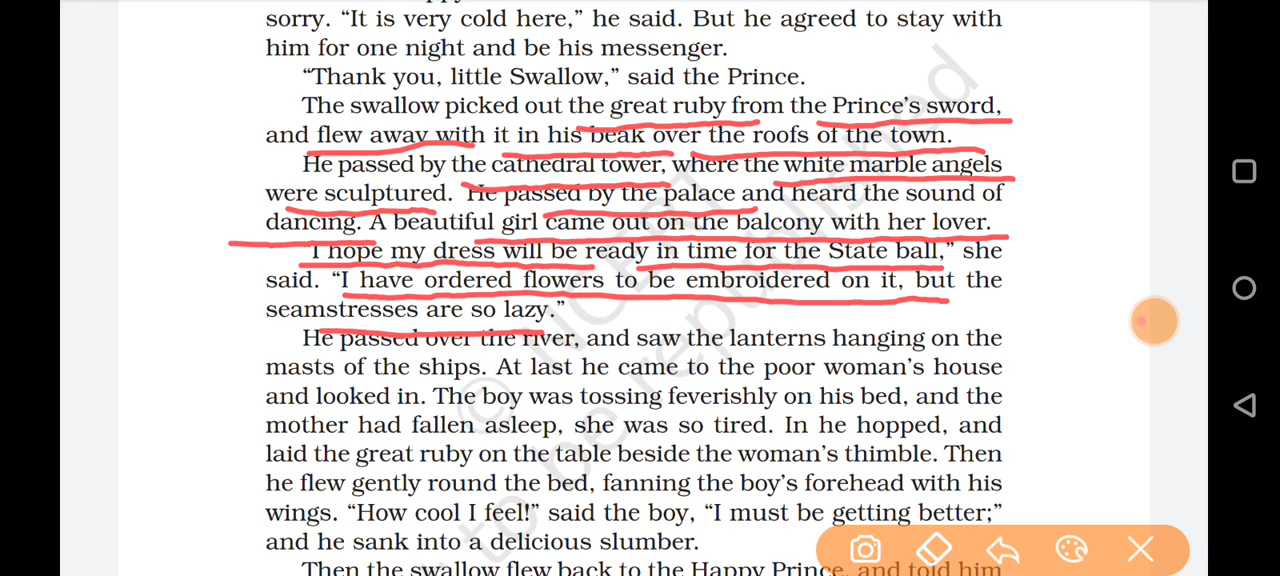 sorry. “It is very cold here,” he said. But he agreed to stay with
him for one night and be his messenger.
“Thank you, little Swallow,” said the Prince.
The swallow picked out the great ruby from the Prince’s sword,
and flew away with it in his beak over the roofs of the town.
He passed by the cathedral tower, where the white marble angels
were sculptured. He passed by the palace and heard the sound of
dancing. A beautiful girl came out on the balcony with her lover.
“I hope my dress will be ready in time for the State ball,” she
said. “I have ordered flowers to be embroidered on it, but the
seamstresses are so lazy.”
He passed over the river, and saw the lanterns hanging on the
masts of the ships. At last he came to the poor woman’s house
and looked in. The boy was tossing feverishly on his bed, and the
mother had fallen asleep, she was so tired. In he hopped, and
laid the great ruby on the table beside the woman’s thimble. Then
he flew gently round the bed, fanning the boy’s forehead with his
wings. “How cool I feel!” said the boy, “I must be getting better;”
and he sank into a delicious slumber.
Then the swallow flew back to the Happy Prince, and told him
© NCERT
to be republished